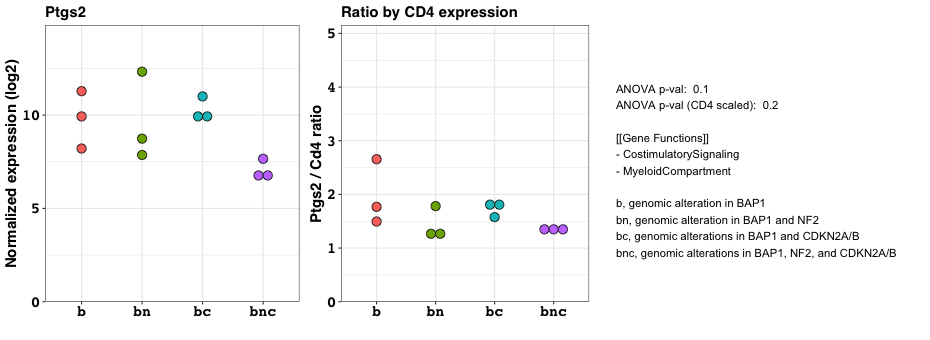 Ptgs2
Normalized expression (log2)
10
5
0
b bn bc bnc
Ratio by CD4 expression
Ptgs2 / Cd4 ratio
5
4
3
2
1
0
b bn bc bnc
ANOVA p-val: 0.1
ANOVA p-val (CD4 scaled): 0.2
[[Gene Functions]]
- CostimulatorySignaling
- MyeloidCompartment
b, genomic alteration in BAP1
bn, genomic alteration in BAP1 and NF2
bc, genomic alterations in BAP1 and CDKN2A/B
bnc, genomic alterations in BAP1, NF2, and CDKN2A/B